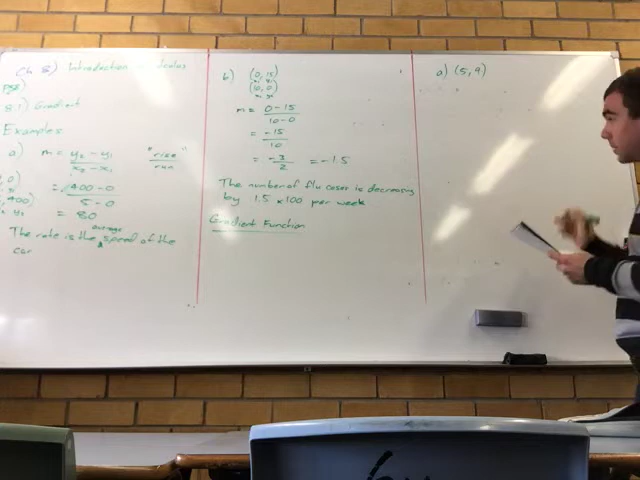 Ch 8) Introduction Calculus
8.1) Gradient
Examples
a) m = y₂ - y₁ "rise"
x₂ - x₁ run
= 400 - 0
5 - 0
= 80
The rate is the average speed of the
car
b) (0, 15)
(10, 0)
m = 0 - 15
10 - 0
= -15
10
= -3 = -1.5
2
The number of flu cases is decreasing
by 1.5 x 100 per week
Gradient Function
a) (5, 9)